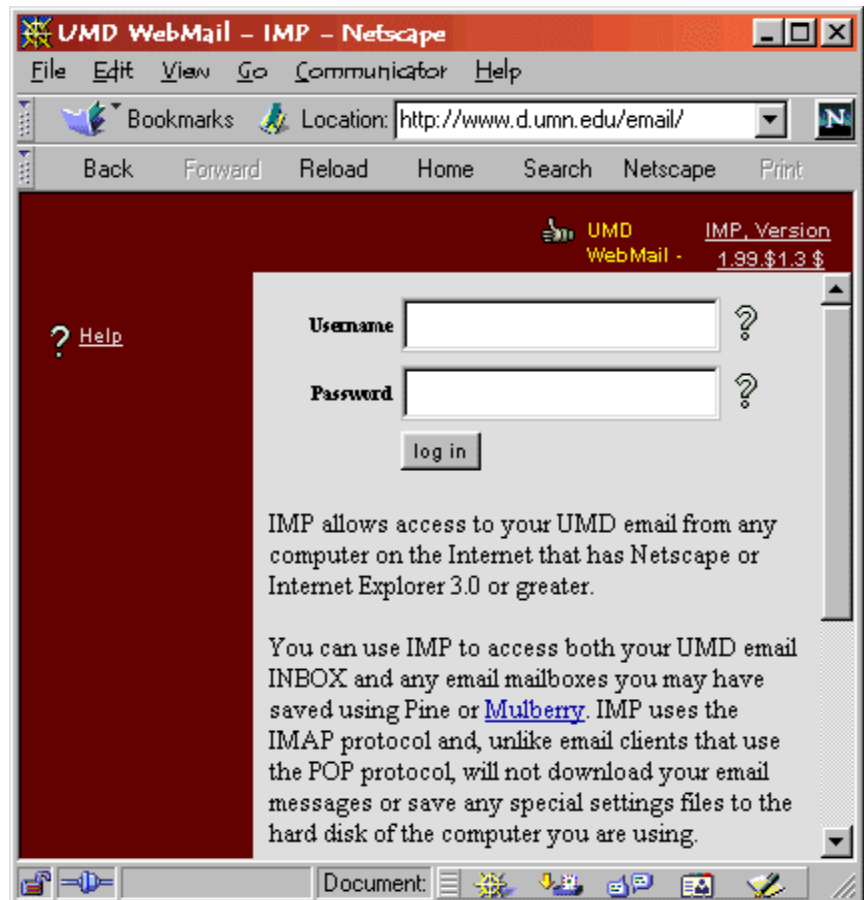 UMD WebMail - IMP - Netscape
File Edit View Go Communicator Help
Bookmarks Location: http://www.d.umn.edu/email/ N
Back Forward Reload Home Search Netscape Print
UMD WebMail - IMP, Version 1.99.$1.3 $
? Help
Username ?
Password ?
log in
IMP allows access to your UMD email from any
computer on the Internet that has Netscape or
Internet Explorer 3.0 or greater.
You can use IMP to access both your UMD email
INBOX and any email mailboxes you may have
saved using Pine or Mulberry. IMP uses the
IMAP protocol and, unlike email clients that use
the POP protocol, will not download your email
messages or save any special settings files to the
hard disk of the computer you are using.
Document: